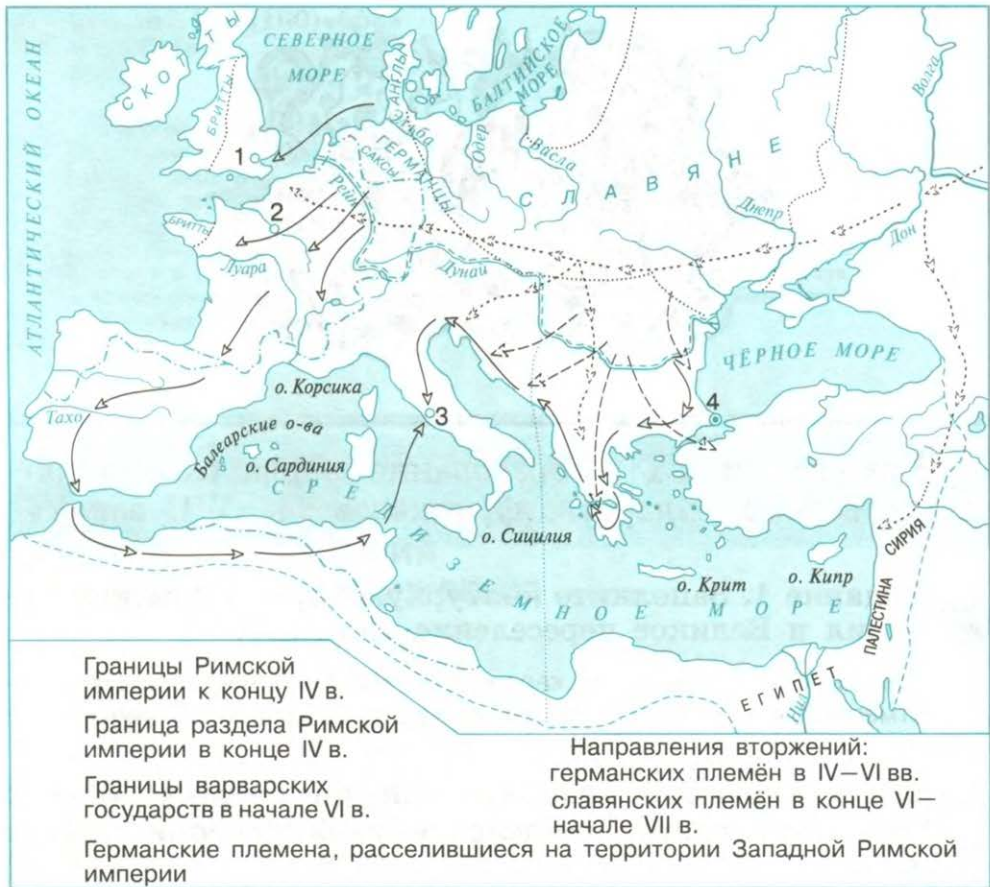 АТЛАНТИЧЕСКИЙ ОКЕАН
СЕВЕРНОЕ
МОРЕ
БАЛТИЙСКОЕ
МОРЕ
СКОТТЫ
БРИТТЫ
АНГЛЫ
Эльба
ГЕРМАНЦЫ
САКСЫ
Рейн
Одер
Висла
СЛАВЯНЕ
Волга
Днепр
Дон
1
2
БРИТТЫ
Луара
Дунай
ЧЁРНОЕ МОРЕ
о. Корсика
3
4
Тахо
Балеарские о-ва
о. Сардиния
СРЕДИЗЕМНОЕ МОРЕ
о. Сицилия
о. Крит
о. Кипр
СИРИЯ
ПАЛЕСТИНА
ЕГИПЕТ
Нил
Границы Римской
империи к концу IV в.
Граница раздела Римской
империи в конце IV в.
Границы варварских
государств в начале VI в.
Направления вторжений:
германских племён в IV–VI вв.
славянских племён в конце VI–
начале VII в.
Германские племена, расселившиеся на территории Западной Римской
империи